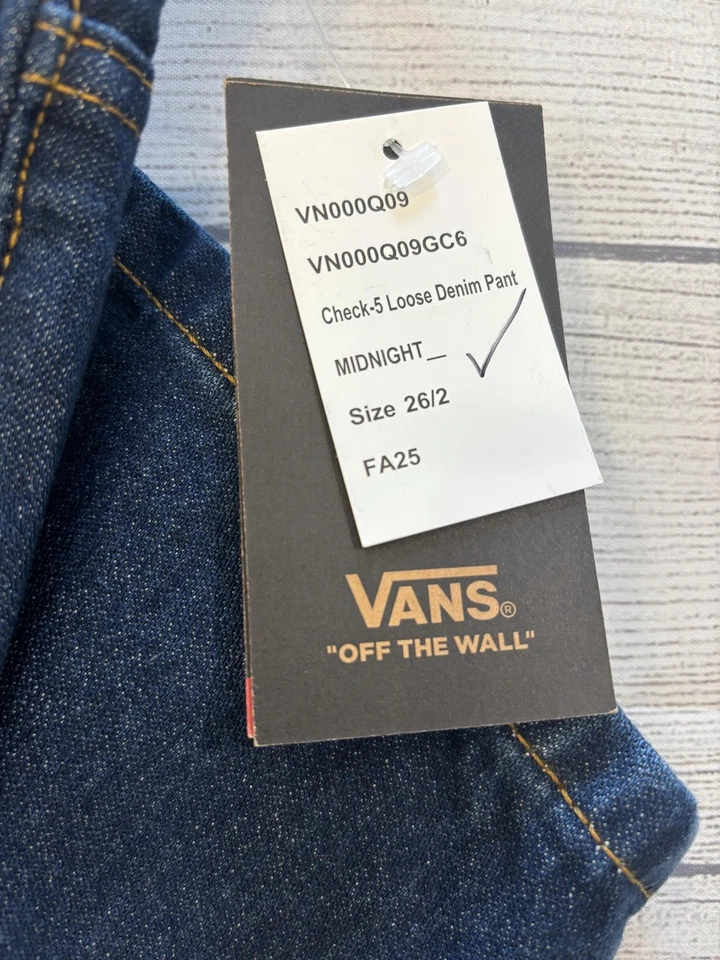 VN000Q09
VN000Q09GC6
Check-5 Loose Denim Pant
MIDNIGHT_
Size 26/2
FA25
VANS®
"OFF THE WALL"